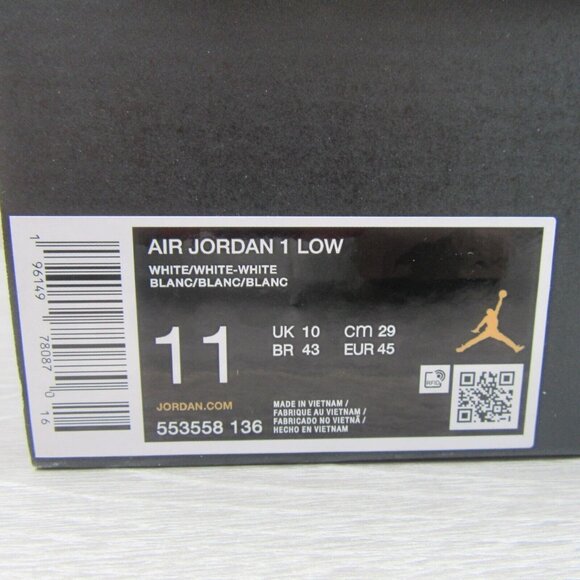 AIR JORDAN 1 LOW
WHITE/WHITE-WHITE
BLANC/BLANC/BLANC
11
UK 10 cm 29
BR 43 EUR 45
RFID
JORDAN.COM
553558 136
MADE IN VIETNAM/
FABRIQUE AU VIETNAM/
FABRICADO NO VIETNÃ/
HECHO EN VIETNAM
1 96149 78087 0 16